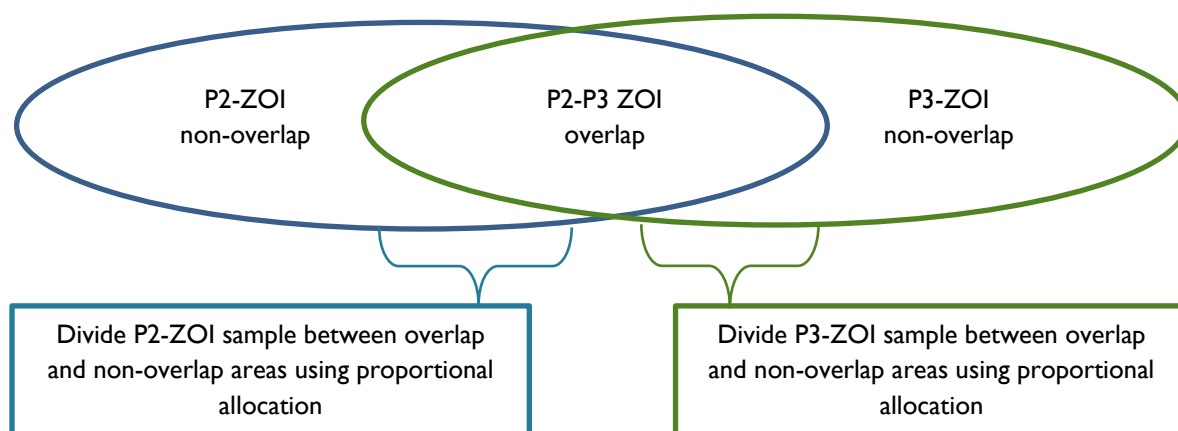 P2-ZOI
non-overlap
P2-P3 ZOI
overlap
P3-ZOI
non-overlap
Divide P2-ZOI sample between overlap
and non-overlap areas using proportional
allocation
Divide P3-ZOI sample between overlap
and non-overlap areas using proportional
allocation